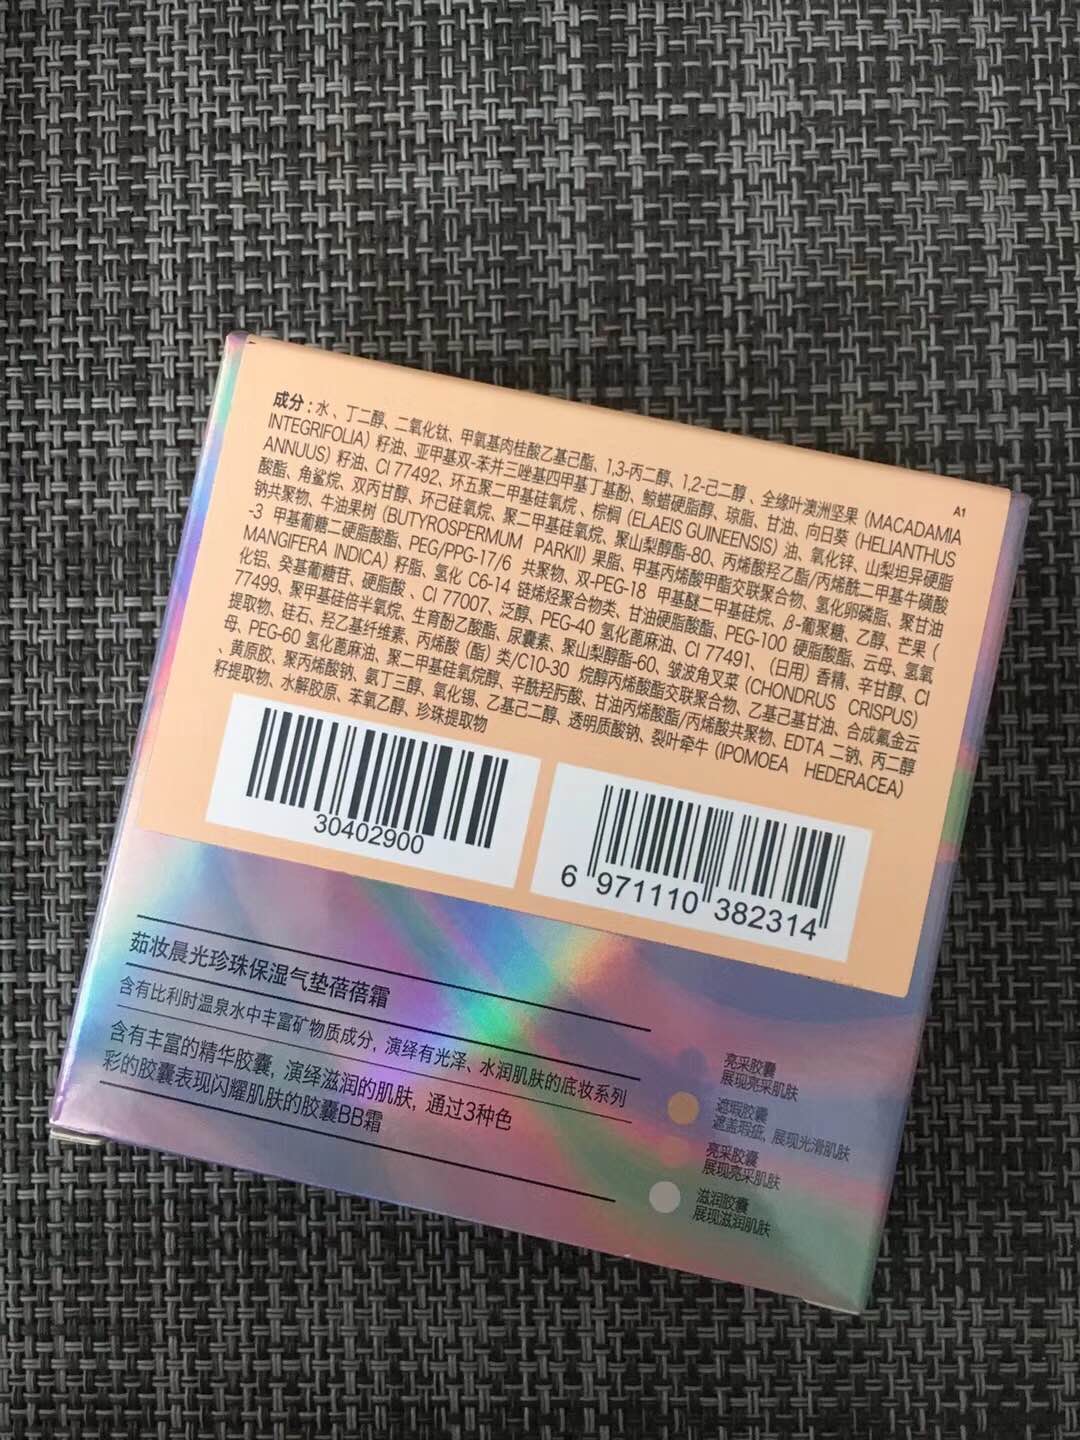 A1
成分：水、丁二醇、二氧化钛、甲氧基肉桂酸乙基己酯、1,3-丙二醇、1,2-己二醇、全缘叶澳洲坚果（MACADAMIA
INTEGRIFOLIA）籽油、亚甲基双-苯并三唑基四甲基丁基酚、鲸蜡硬脂醇、琼脂、甘油、向日葵（HELIANTHUS
ANNUUS）籽油、CI 77492、环五聚二甲基硅氧烷、棕榈（ELAEIS GUINEENSIS）油、氧化锌、山梨坦异硬脂
酸酯、角鲨烷、双丙甘醇、环己硅氧烷、聚二甲基硅氧烷、聚山梨醇酯-80、丙烯酸羟乙酯/丙烯酰二甲基牛磺酸
钠共聚物、牛油果树（BUTYROSPERMUM PARKII）果脂、甲基丙烯酸甲酯交联聚合物、氢化卵磷脂、聚甘油
-3 甲基葡糖二硬脂酸酯、PEG/PPG-17/6 共聚物、双-PEG-18 甲基醚二甲基硅烷、β-葡聚糖、乙醇、芒果（
MANGIFERA INDICA）籽脂、氢化 C6-14 链烯烃聚合物类、甘油硬脂酸酯、PEG-100 硬脂酸酯、云母、氢氧
化铝、癸基葡糖苷、硬脂酸、CI 77007、泛醇、PEG-40 氢化蓖麻油、CI 77491、（日用）香精、辛甘醇、CI
77499、聚甲基硅倍半氧烷、生育酚乙酸酯、尿囊素、聚山梨醇酯-60、皱波角叉菜（CHONDRUS CRISPUS）
提取物、硅石、羟乙基纤维素、丙烯酸（酯）类/C10-30 烷醇丙烯酸酯交联聚合物、乙基己基甘油、合成氟金云
母、PEG-60 氢化蓖麻油、聚二甲基硅氧烷醇、辛酰羟肟酸、甘油丙烯酸酯/丙烯酸共聚物、EDTA 二钠、丙二醇
、黄原胶、聚丙烯酸钠、氨丁三醇、氧化锡、乙基己二醇、透明质酸钠、裂叶牵牛（IPOMOEA HEDERACEA）
籽提取物、水解胶原、苯氧乙醇、珍珠提取物
30402900
6 971110 382314
茹妆晨光珍珠保湿气垫蓓蓓霜
含有比利时温泉水中丰富矿物质成分，演绎有光泽、水润肌肤的底妆系列
含有丰富的精华胶囊，演绎滋润的肌肤，通过3种色
彩的胶囊表现闪耀肌肤的胶囊BB霜
亮采胶囊
展现亮采肌肤
遮瑕胶囊
遮盖瑕疵，展现光滑肌肤
亮采胶囊
展现亮采肌肤
滋润胶囊
展现滋润肌肤